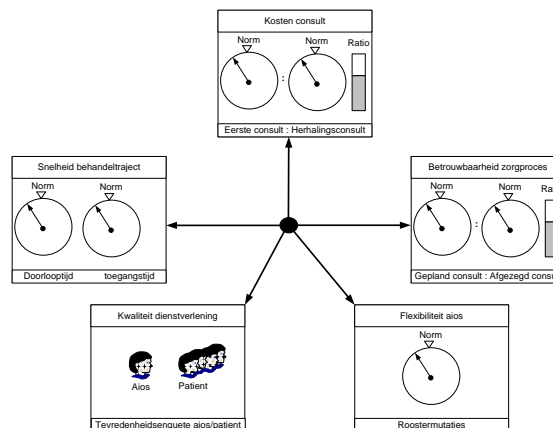 Kosten consult
Norm
Norm
Ratio
:
Eerste consult : Herhalingsconsult
Snelheid behandeltraject
Norm
Norm
Doorlooptijd
toegangstijd
Betrouwbaarheid zorgproces
Norm
Norm
:
Gepland consult : Afgezegd
Kwaliteit dienstverlening
Aios
Patient
Tevredenheidsenquete aios/patient
Flexibiliteit aios
Norm
Roostermutaties